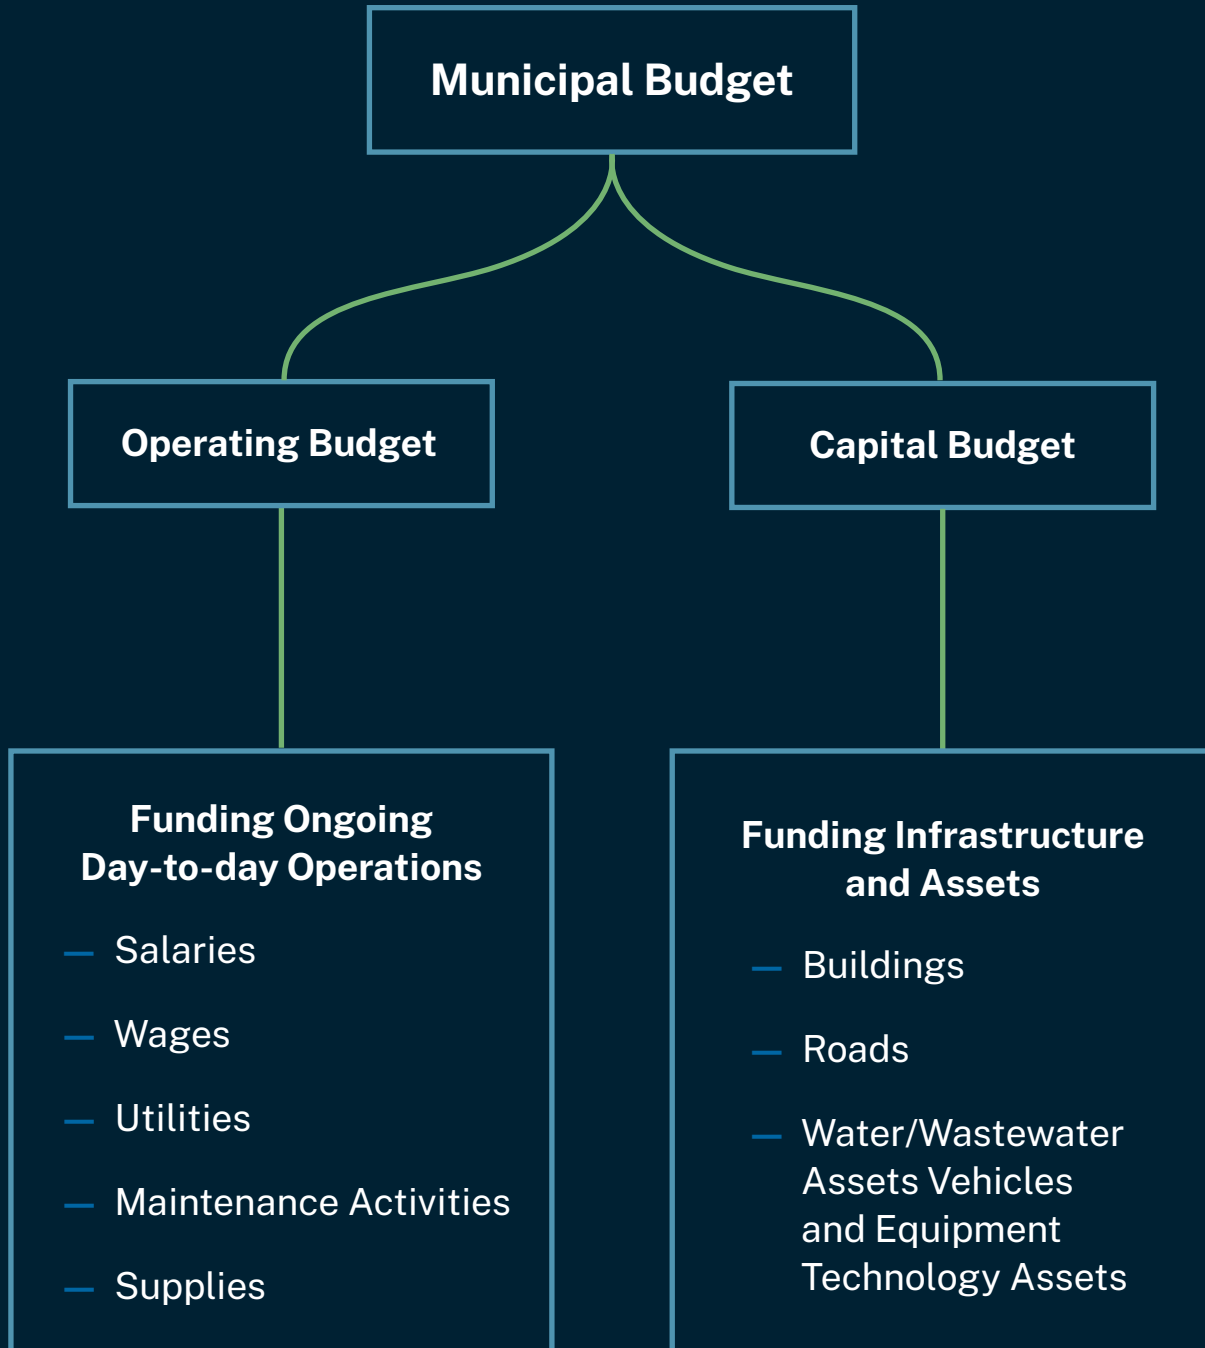 Municipal Budget
Operating Budget
Capital Budget
Funding Ongoing
Day-to-day Operations
— Salaries
— Wages
— Utilities
— Maintenance Activities
— Supplies
Funding Infrastructure
and Assets
— Buildings
— Roads
— Water/Wastewater
Assets Vehicles
and Equipment
Technology Assets